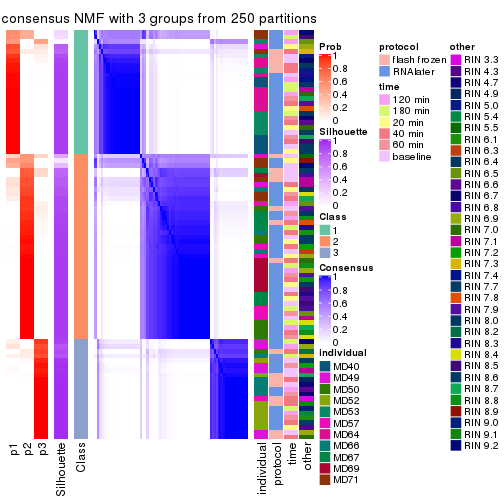 consensus NMF with 3 groups from 250 partitions
p1
p2
p3
Silhouette
Class
individual
protocol
time
other
Prob
1
0.8
0.6
0.4
0.2
0
Silhouette
1
0.8
0.6
0.4
0.2
0
Class
1
2
3
Consensus
1
0.8
0.6
0.4
0.2
0
individual
MD40
MD49
MD50
MD52
MD53
MD57
MD64
MD66
MD67
MD69
MD71
protocol
flash frozen
RNAlater
time
120 min
180 min
20 min
40 min
60 min
baseline
other
RIN 3.3
RIN 4.3
RIN 4.7
RIN 4.9
RIN 5.0
RIN 5.4
RIN 5.5
RIN 6.1
RIN 6.3
RIN 6.4
RIN 6.5
RIN 6.6
RIN 6.7
RIN 6.8
RIN 6.9
RIN 7.0
RIN 7.1
RIN 7.2
RIN 7.3
RIN 7.4
RIN 7.7
RIN 7.8
RIN 7.9
RIN 8.0
RIN 8.2
RIN 8.3
RIN 8.4
RIN 8.5
RIN 8.6
RIN 8.7
RIN 8.8
RIN 8.9
RIN 9.0
RIN 9.1
RIN 9.2